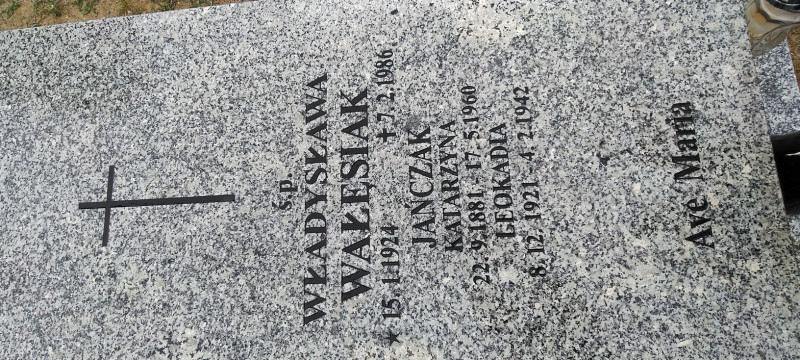 ś.p.
WŁADYSŁAWA
WAŁĘSIAK
★ 15. 1.1924 ✝ 7. 2.1986
JANCZAK
KATARZYNA
22. 9.1881. 17. 5.1960
LEOKADIA
8. 12. 1921 4. 2.1942
Ave Maria